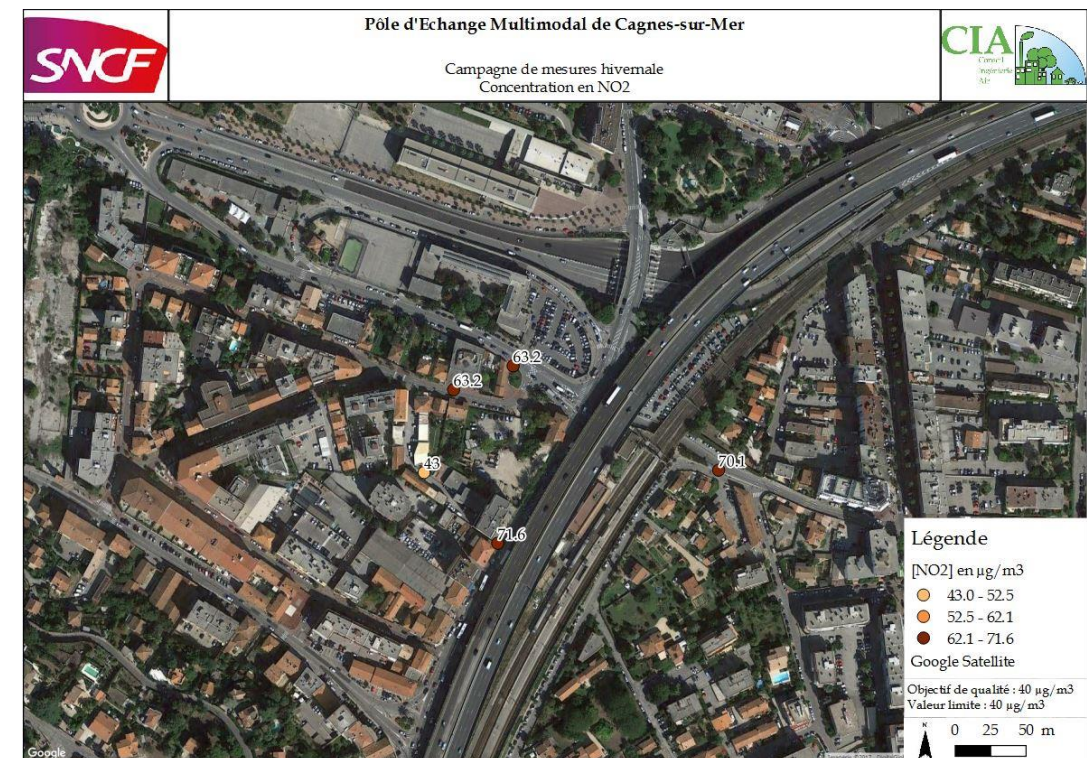 SNCF
Pôle d'Echange Multimodal de Cagnes-sur-Mer
Campagne de mesures hivernale
Concentration en NO2
CIA
Conseil
Ingénierie
Air
63.2
63.2
43
70.1
71.6
Légende
[NO2] en µg/m3
43.0 - 52.5
52.5 - 62.1
62.1 - 71.6
Google Satellite
Objectif de qualité : 40 µg/m3
Valeur limite : 40 µg/m3
N
0 25 50 m
Google